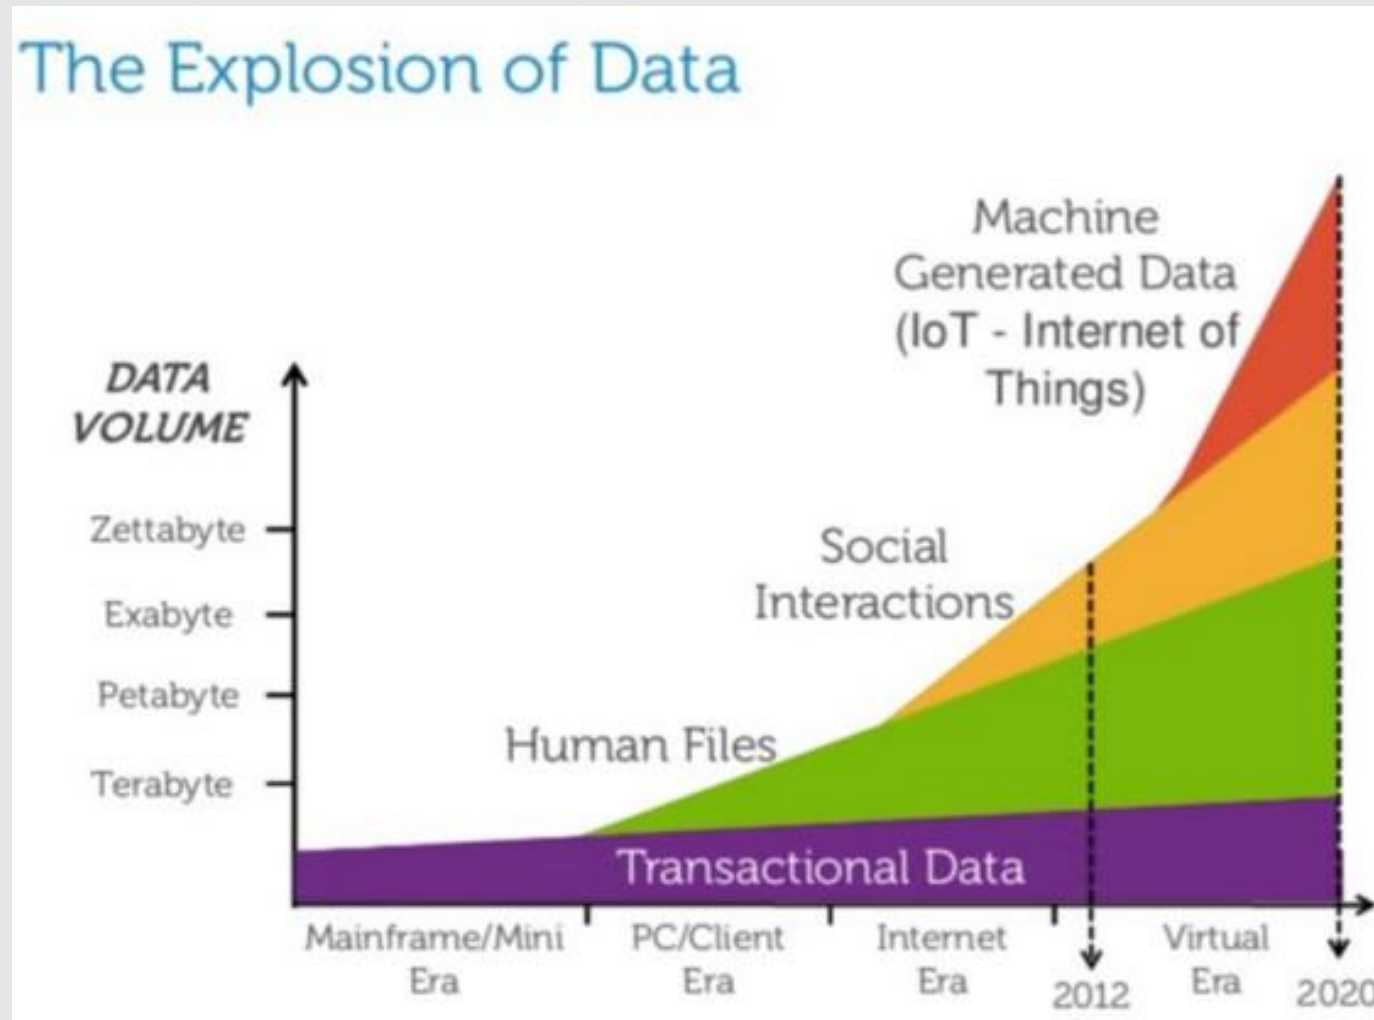 The Explosion of Data
Machine
Generated Data
(IoT - Internet of
Things)
DATA
VOLUME
Zettabyte
Exabyte
Petabyte
Terabyte
Social
Interactions
Human Files
Transactional Data
Mainframe/Mini
Era
PC/Client
Era
Internet
Era
2012
Virtual
Era
2020